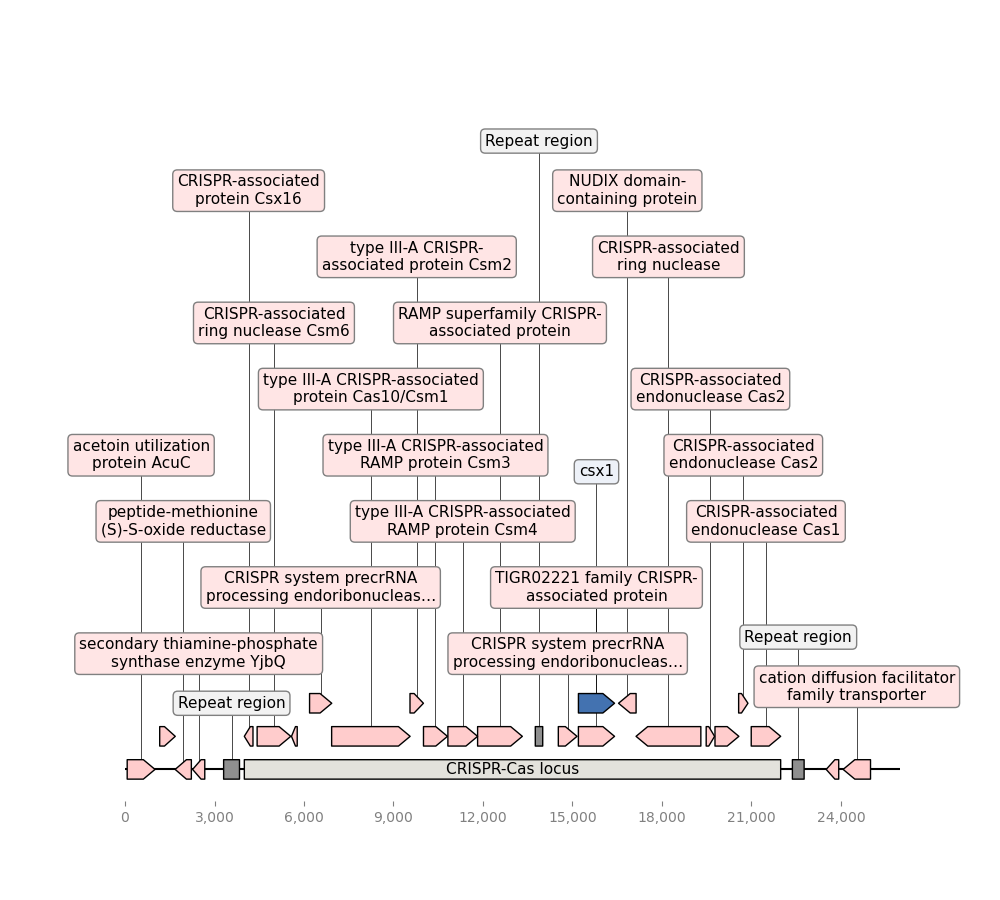 Repeat region
CRISPR-associated
protein Csx16
NUDIX domain-
containing protein
type III-A CRISPR-
associated protein Csm2
CRISPR-associated
ring nuclease
CRISPR-associated
ring nuclease Csm6
RAMP superfamily CRISPR-
associated protein
type III-A CRISPR-associated
protein Cas10/Csm1
CRISPR-associated
endonuclease Cas2
acetoin utilization
protein AcuC
type III-A CRISPR-associated
RAMP protein Csm3
csx1
CRISPR-associated
endonuclease Cas2
peptide-methionine
(S)-S-oxide reductase
type III-A CRISPR-associated
RAMP protein Csm4
CRISPR-associated
endonuclease Cas1
CRISPR system precrRNA
processing endoribonucleas…
TIGR02221 family CRISPR-
associated protein
secondary thiamine-phosphate
synthase enzyme YjbQ
CRISPR system precrRNA
processing endoribonucleas…
Repeat region
cation diffusion facilitator
family transporter
Repeat region
CRISPR-Cas locus
0
3,000
6,000
9,000
12,000
15,000
18,000
21,000
24,000